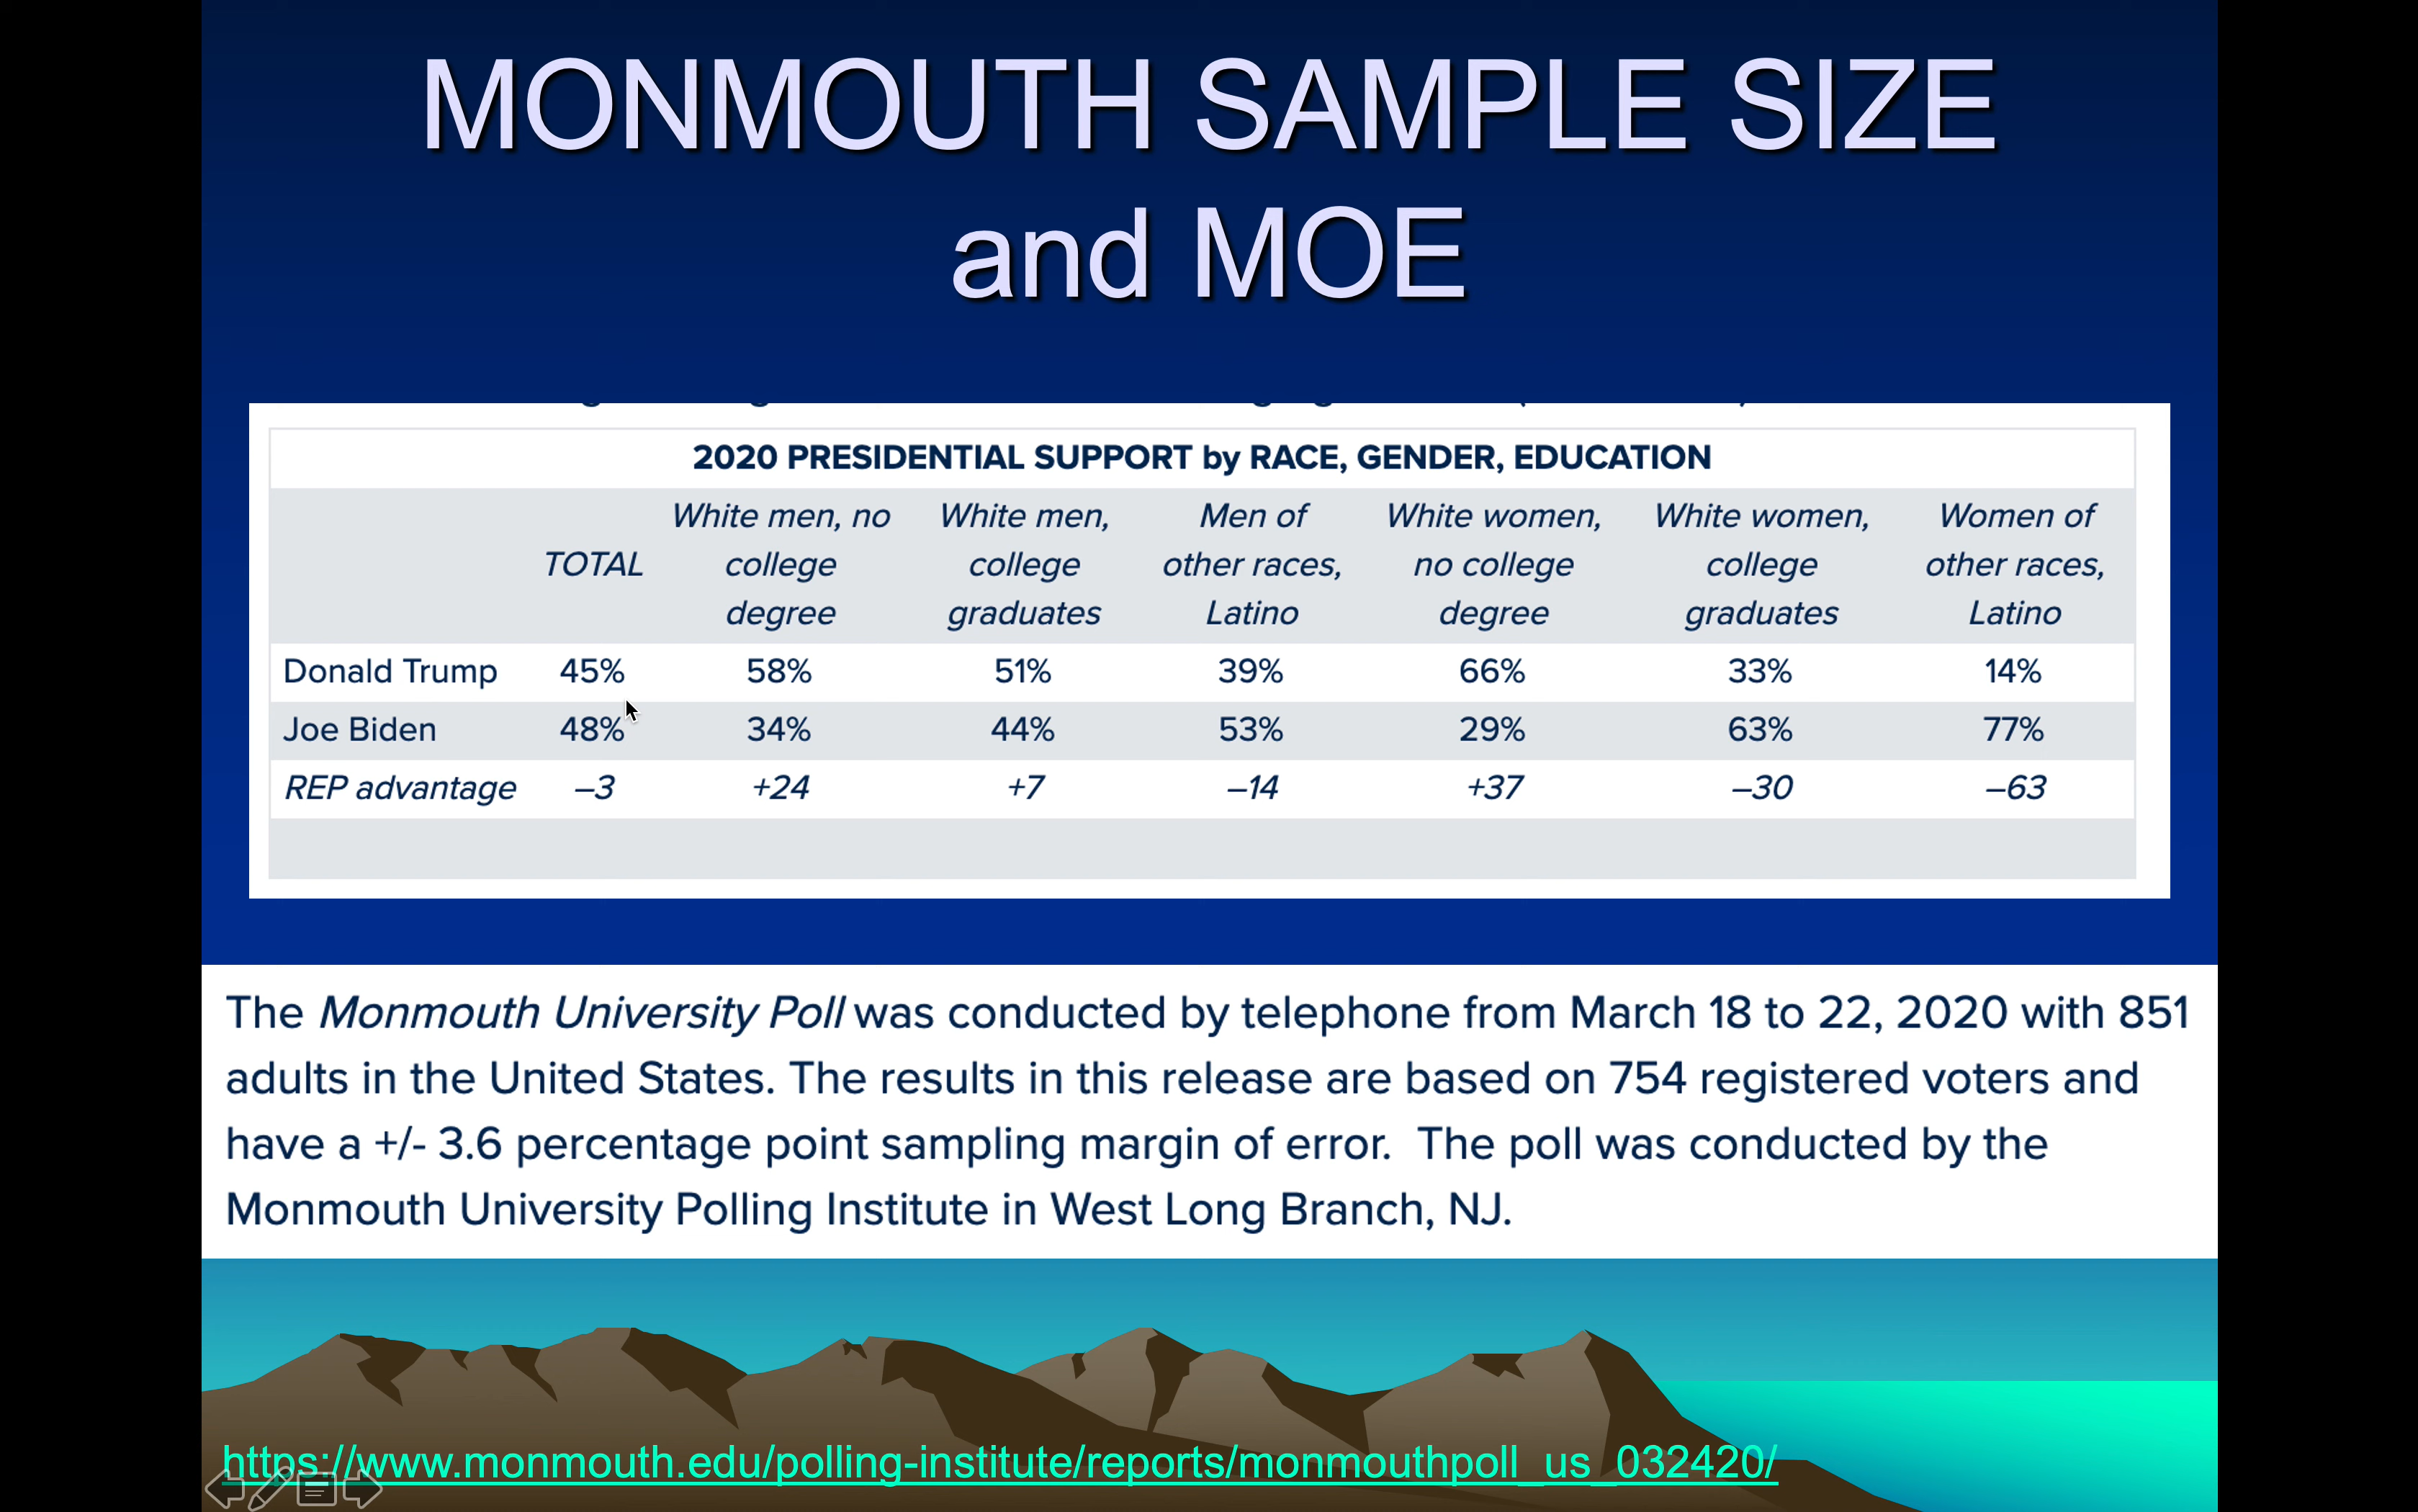 MONMOUTH SAMPLE SIZE
and MOE
2020 PRESIDENTIAL SUPPORT by RACE, GENDER, EDUCATION
TOTAL White men, no college degree White men, college graduates Men of other races, Latino White women, no college degree White women, college graduates Women of other races, Latino
Donald Trump 45% 58% 51% 39% 66% 33% 14%
Joe Biden 48% 34% 44% 53% 29% 63% 77%
REP advantage –3 +24 +7 –14 +37 –30 –63
The Monmouth University Poll was conducted by telephone from March 18 to 22, 2020 with 851
adults in the United States. The results in this release are based on 754 registered voters and
have a +/- 3.6 percentage point sampling margin of error.  The poll was conducted by the
Monmouth University Polling Institute in West Long Branch, NJ.
https://www.monmouth.edu/polling-institute/reports/monmouthpoll_us_032420/